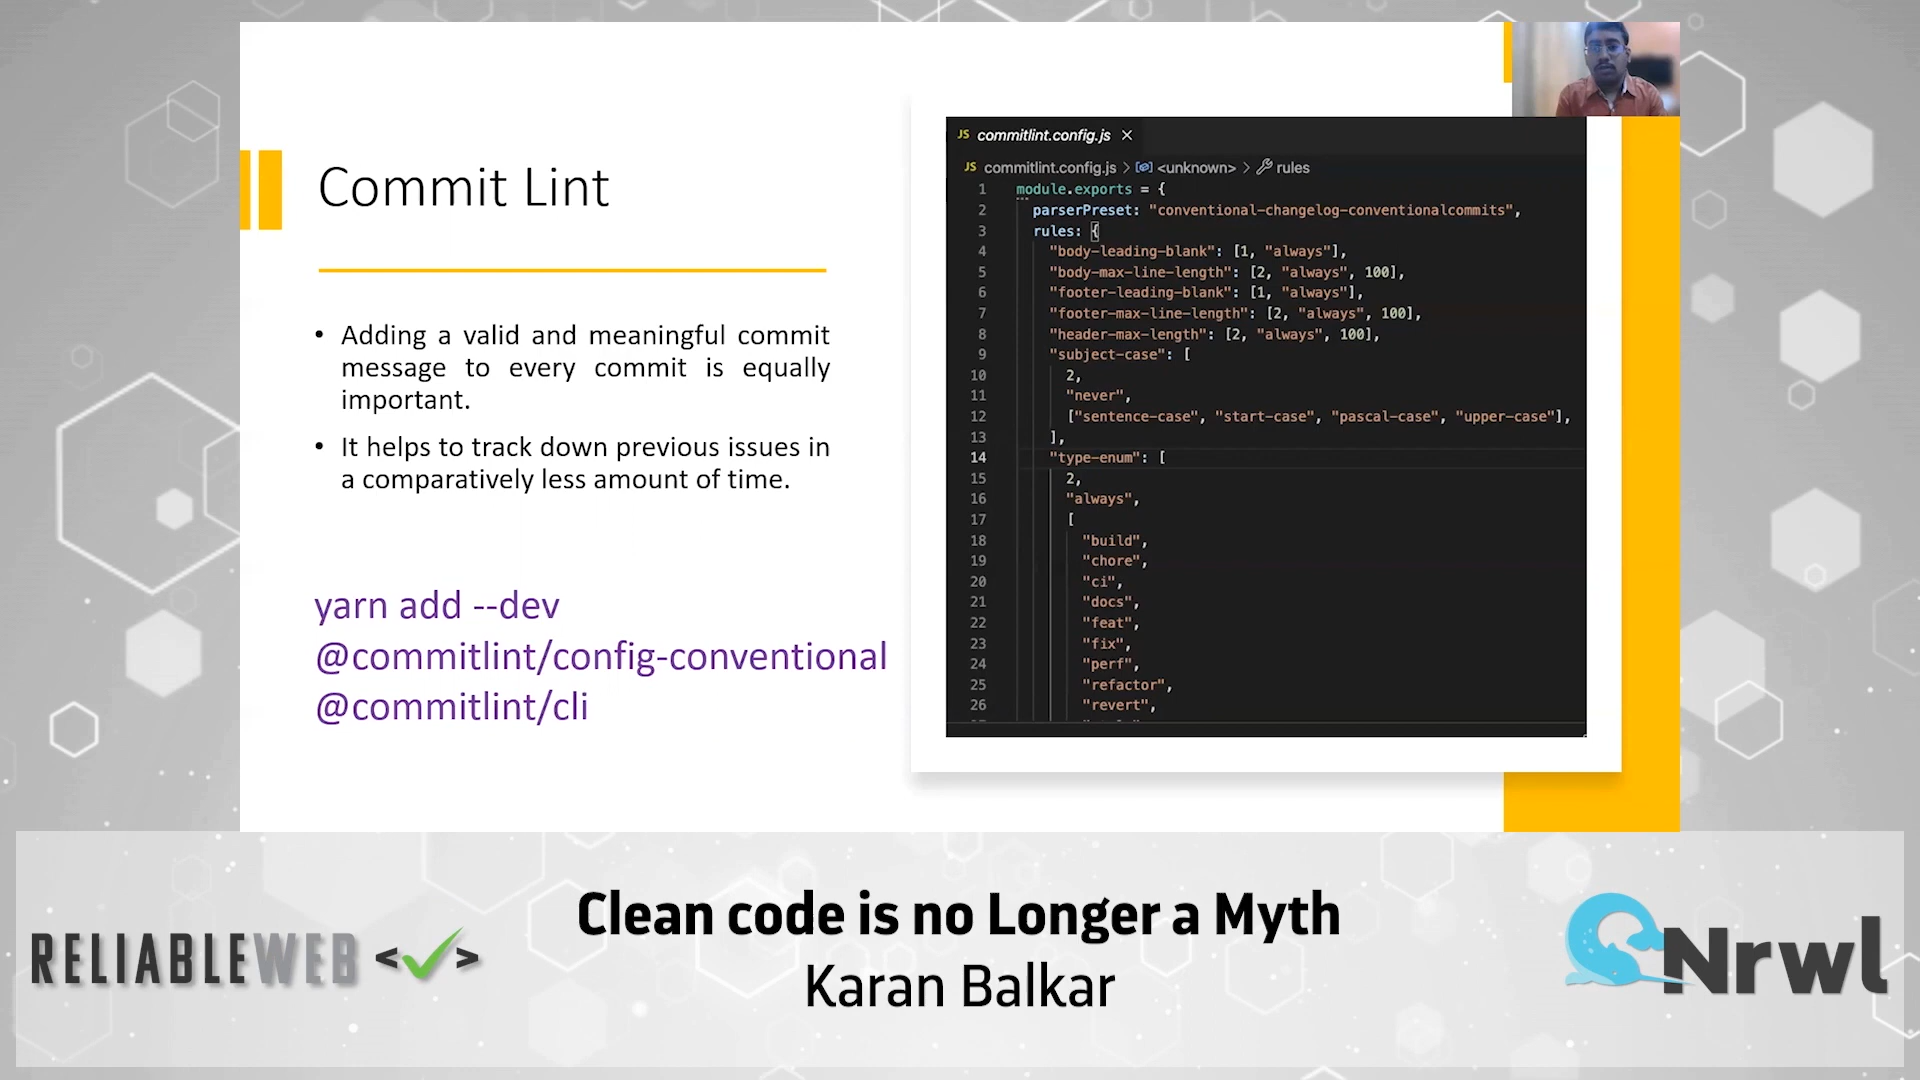 Commit Lint
• Adding a valid and meaningful commit
message to every commit is equally
important.
• It helps to track down previous issues in
a comparatively less amount of time.
yarn add --dev
@commitlint/config-conventional
@commitlint/cli
JS commitlint.config.js ×
JS commitlint.config.js > <unknown> > rules
1 module.exports = {
2 parserPreset: "conventional-changelog-conventionalcommits",
3 rules: {
4 "body-leading-blank": [1, "always"],
5 "body-max-line-length": [2, "always", 100],
6 "footer-leading-blank": [1, "always"],
7 "footer-max-line-length": [2, "always", 100],
8 "header-max-length": [2, "always", 100],
9 "subject-case": [
10 2,
11 "never",
12 ["sentence-case", "start-case", "pascal-case", "upper-case"],
13 ],
14 "type-enum": [
15 2,
16 "always",
17 [
18 "build",
19 "chore",
20 "ci",
21 "docs",
22 "feat",
23 "fix",
24 "perf",
25 "refactor",
26 "revert",
RELIABLEWEB < >
Clean code is no Longer a Myth
Karan Balkar
Nrwl